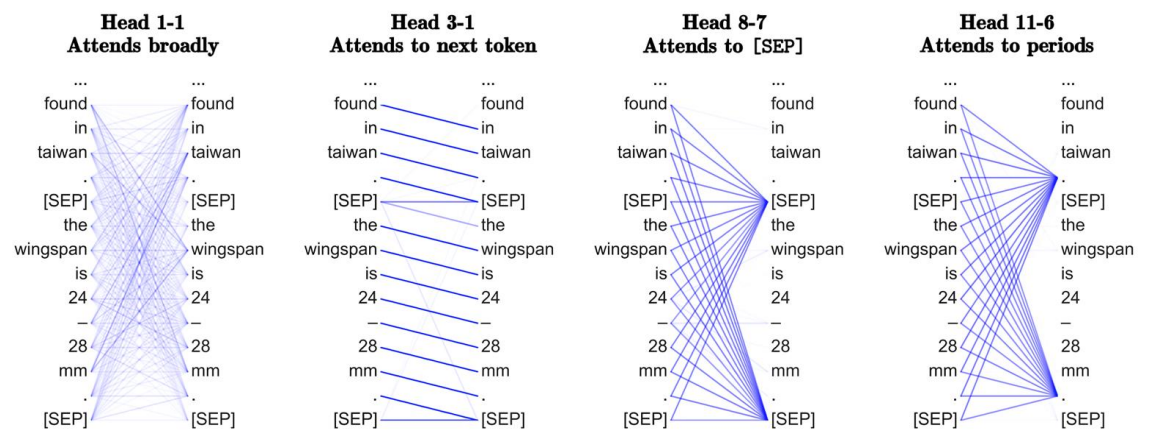 Head 1-1
Attends broadly
...
...
found
found
in
in
taiwan
taiwan
.
.
[SEP]
[SEP]
the
the
wingspan
wingspan
is
is
24
24
–
–
28
28
mm
mm
.
.
[SEP]
[SEP]
Head 3-1
Attends to next token
...
...
found
found
in
in
taiwan
taiwan
.
.
[SEP]
[SEP]
the
the
wingspan
wingspan
is
is
24
24
–
–
28
28
mm
mm
.
.
[SEP]
[SEP]
Head 8-7
Attends to [SEP]
...
...
found
found
in
in
taiwan
taiwan
.
.
[SEP]
[SEP]
the
the
wingspan
wingspan
is
is
24
24
–
–
28
28
mm
mm
.
.
[SEP]
[SEP]
Head 11-6
Attends to periods
...
...
found
found
in
in
taiwan
taiwan
.
.
[SEP]
[SEP]
the
the
wingspan
wingspan
is
is
24
24
–
–
28
28
mm
mm
.
.
[SEP]
[SEP]